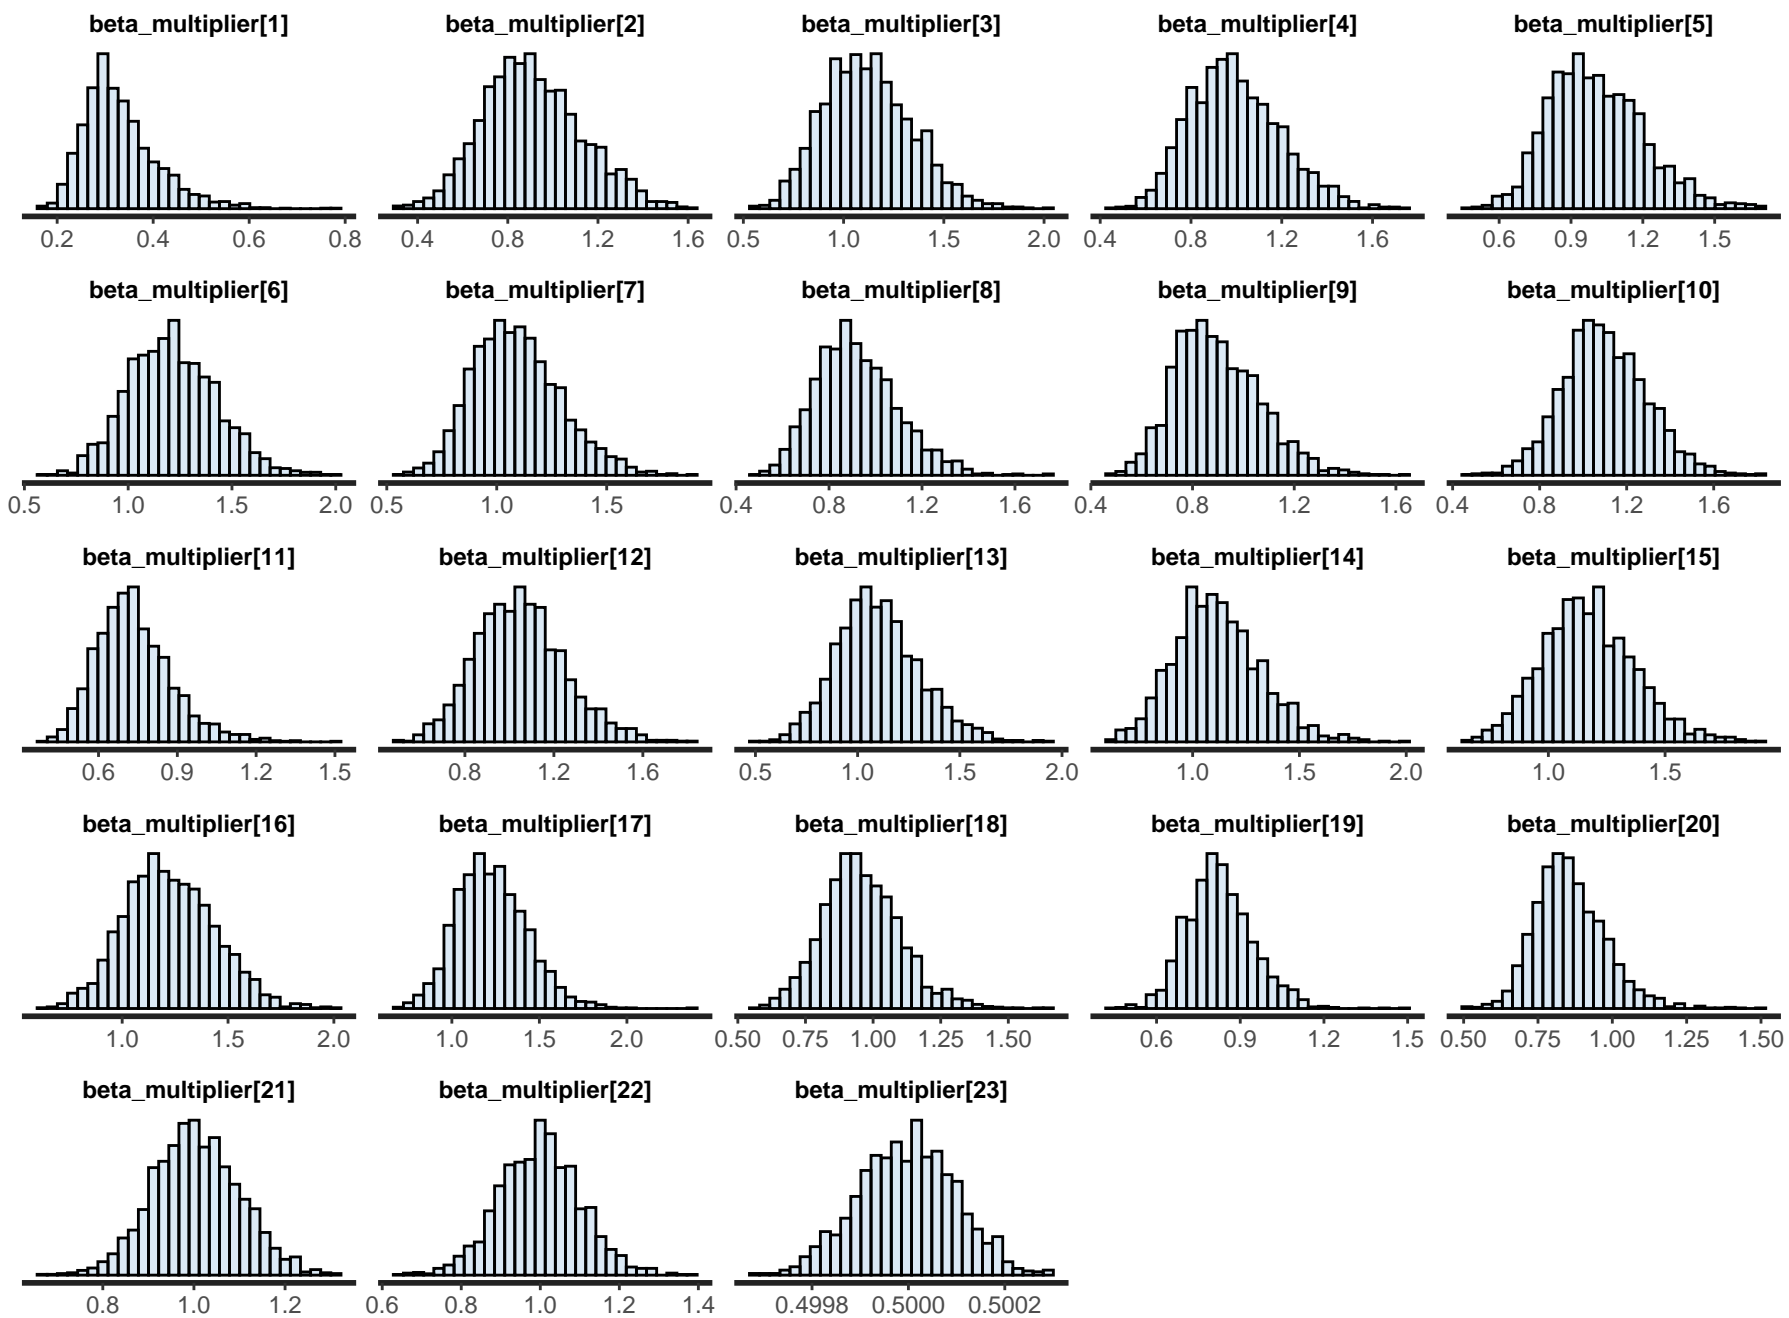 beta_multiplier[1] beta_multiplier[2] beta_multiplier[3] beta_multiplier[4] beta_multiplier[5]
0.2 0.4 0.6 0.8 0.4 0.8 1.2 1.6 0.5 1.0 1.5 2.0 0.4 0.8 1.2 1.6 0.6 0.9 1.2 1.5
beta_multiplier[6] beta_multiplier[7] beta_multiplier[8] beta_multiplier[9] beta_multiplier[10]
0.5 1.0 1.5 2.0 0.5 1.0 1.5 0.4 0.8 1.2 1.6 0.4 0.8 1.2 1.6 0.4 0.8 1.2 1.6
beta_multiplier[11] beta_multiplier[12] beta_multiplier[13] beta_multiplier[14] beta_multiplier[15]
0.6 0.9 1.2 1.5 0.8 1.2 1.6 0.5 1.0 1.5 2.0 1.0 1.5 2.0 1.0 1.5
beta_multiplier[16] beta_multiplier[17] beta_multiplier[18] beta_multiplier[19] beta_multiplier[20]
1.0 1.5 2.0 1.0 1.5 2.0 0.50 0.75 1.00 1.25 1.50 0.6 0.9 1.2 1.5 0.50 0.75 1.00 1.25 1.50
beta_multiplier[21] beta_multiplier[22] beta_multiplier[23]
0.8 1.0 1.2 0.6 0.8 1.0 1.2 1.4 0.4998 0.5000 0.5002